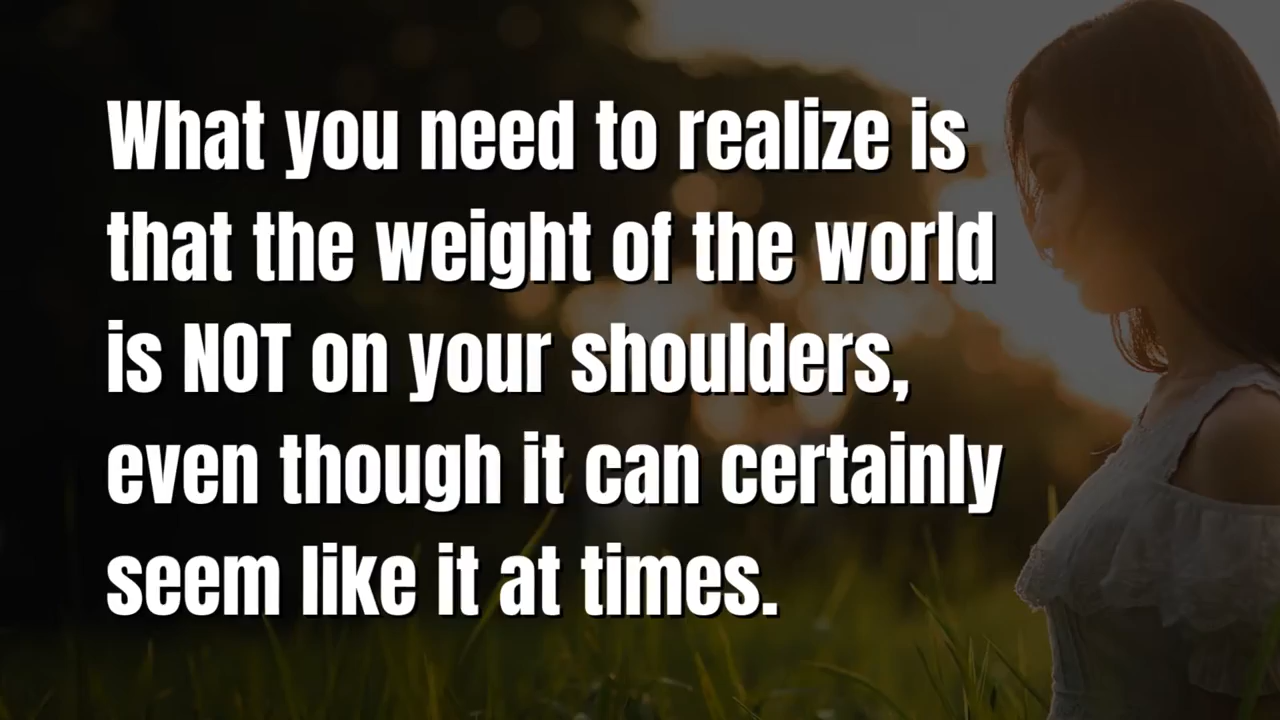 What you need to realize is
that the weight of the world
is NOT on your shoulders,
even though it can certainly
seem like it at times.